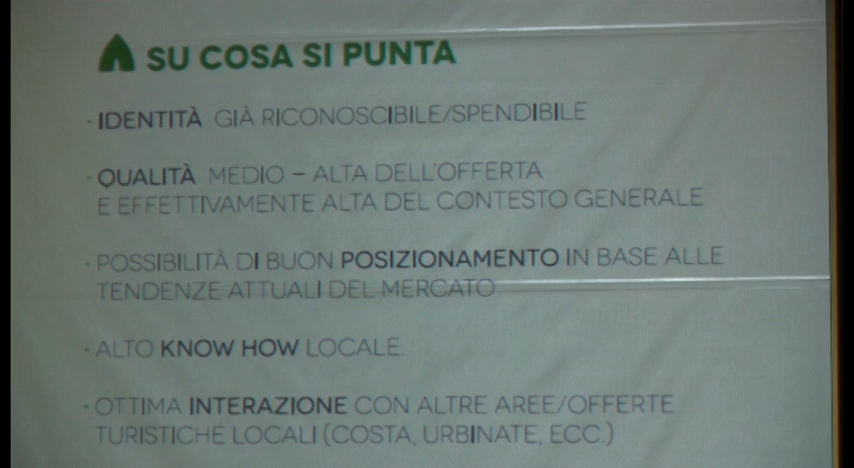 SU COSA SI PUNTA
· IDENTITÀ GIÀ RICONOSCIBILE/SPENDIBILE
· QUALITÀ MEDIO – ALTA DELL'OFFERTA
E EFFETTIVAMENTE ALTA DEL CONTESTO GENERALE
· POSSIBILITÀ DI BUON POSIZIONAMENTO IN BASE ALLE
TENDENZE ATTUALI DEL MERCATO
· ALTO KNOW HOW LOCALE.
· OTTIMA INTERAZIONE CON ALTRE AREE/OFFERTE
TURISTICHE LOCALI (COSTA, URBINATE, ECC.)